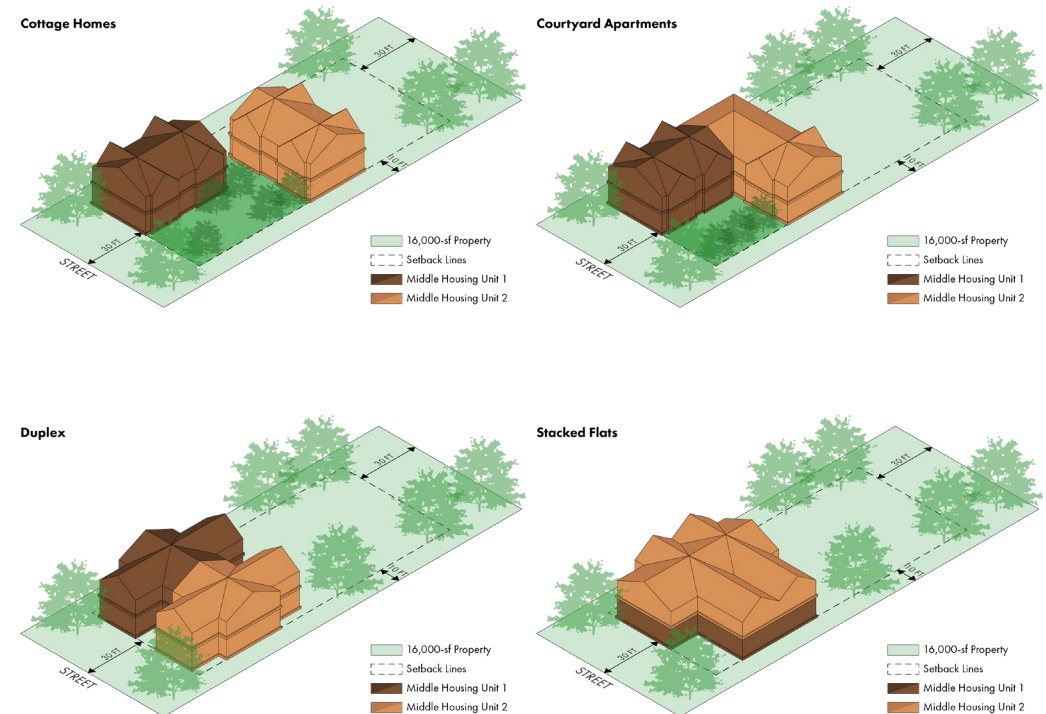 Cottage Homes
30 FT
10 FT
30 FT
STREET
16,000-sf Property
Setback Lines
Middle Housing Unit 1
Middle Housing Unit 2
Courtyard Apartments
30 FT
10 FT
30 FT
STREET
16,000-sf Property
Setback Lines
Middle Housing Unit 1
Middle Housing Unit 2
Duplex
30 FT
10 FT
30 FT
STREET
16,000-sf Property
Setback Lines
Middle Housing Unit 1
Middle Housing Unit 2
Stacked Flats
30 FT
10 FT
30 FT
STREET
16,000-sf Property
Setback Lines
Middle Housing Unit 1
Middle Housing Unit 2